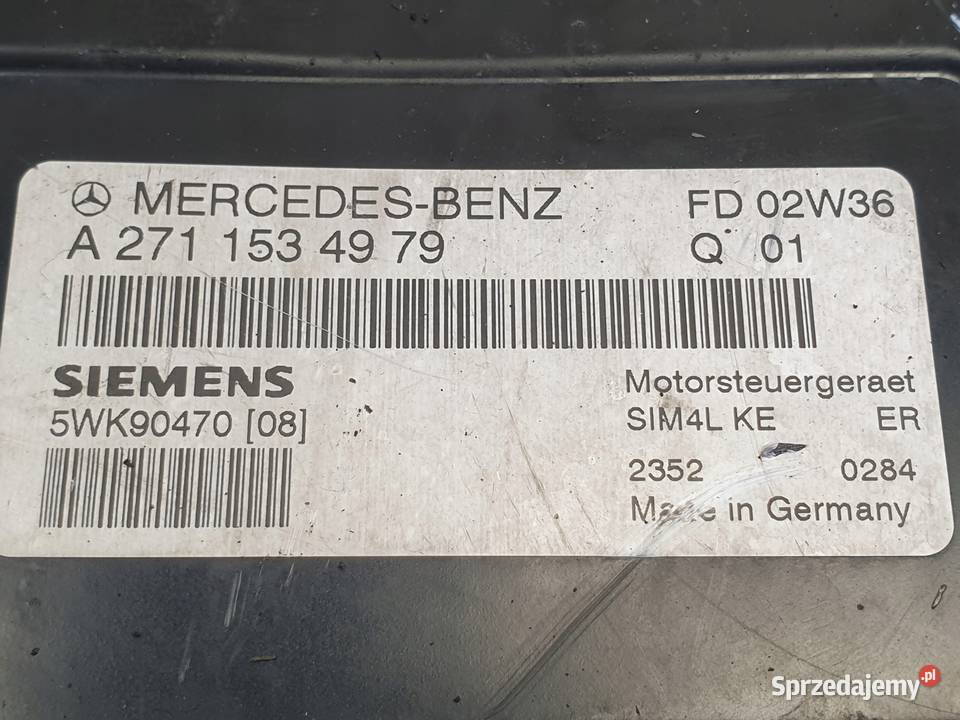 MERCEDES-BENZ FD 02W36
A 271 153 49 79 Q 01
SIEMENS
5WK90470 [08]
Motorsteuergeraet
SIM4L KE ER
2352 0284
Made in Germany
Sprzedajemy.pl